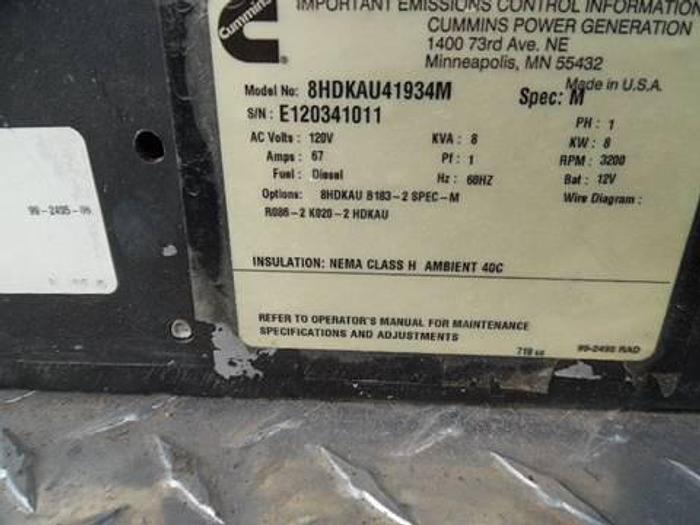 Cummins
IMPORTANT EMISSIONS CONTROL INFORMATION
CUMMINS POWER GENERATION
1400 73rd Ave. NE
Minneapolis, MN 55432
Made in U.S.A.
Model No: 8HDKAU41934M Spec: M
S/N: E120341011 PH: 1
AC Volts: 120V KVA: 8 KW: 8
Amps: 67 Pf: 1 RPM: 3200
Fuel: Diesel Hz: 60HZ Bat: 12V
Options: 8HDKAU B183-2 SPEC-M Wire Diagram:
R086-2 K020-2 HDKAU
INSULATION: NEMA CLASS H AMBIENT 40C
REFER TO OPERATOR'S MANUAL FOR MAINTENANCE
SPECIFICATIONS AND ADJUSTMENTS
99-2495 RAD